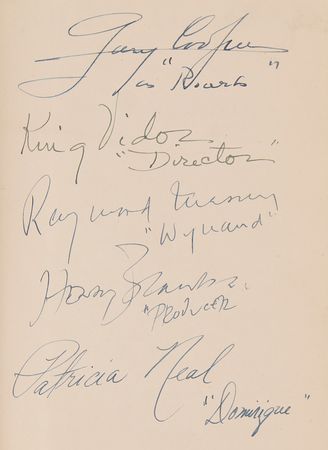 Gary Cooper
as "Roark"
King Vidor
"Director"
Raymond Massey
"Wynand"
Henry Blanke
"Producer
Patricia Neal
"Dominique"